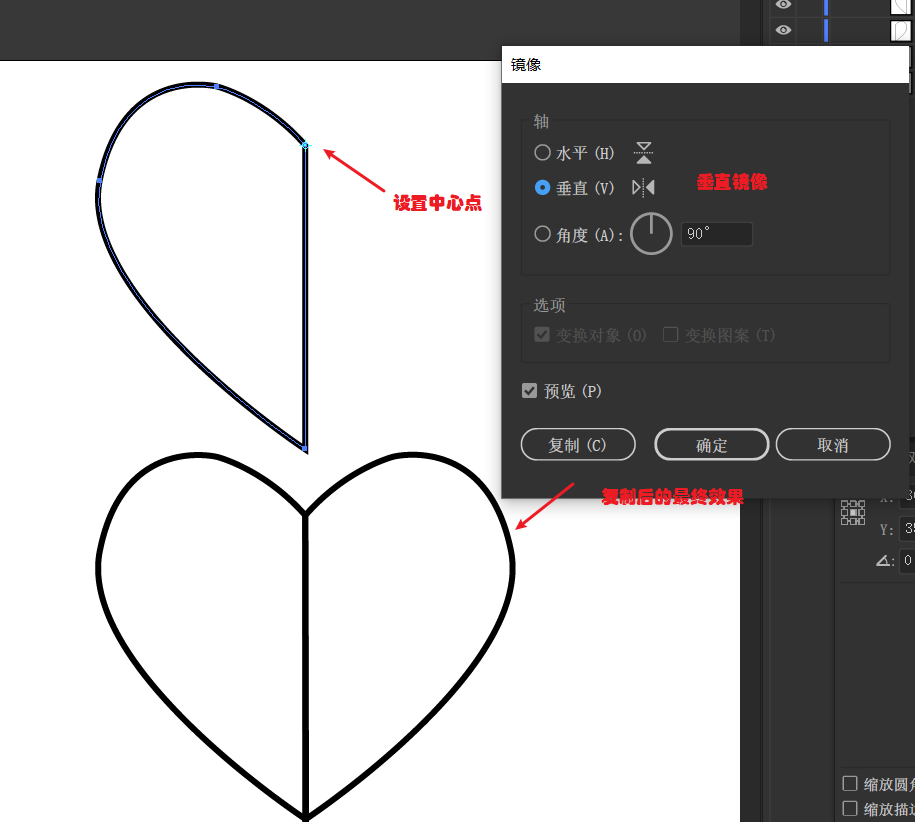 镜像
轴
水平 (H)
垂直 (V)
垂直镜像
角度 (A):
90°
设置中心点
选项
变换对象 (O)
变换图案 (T)
预览 (P)
复制 (C)
确定
取消
复制后的最终效果
X:
Y:
0
缩放圆角
缩放描边